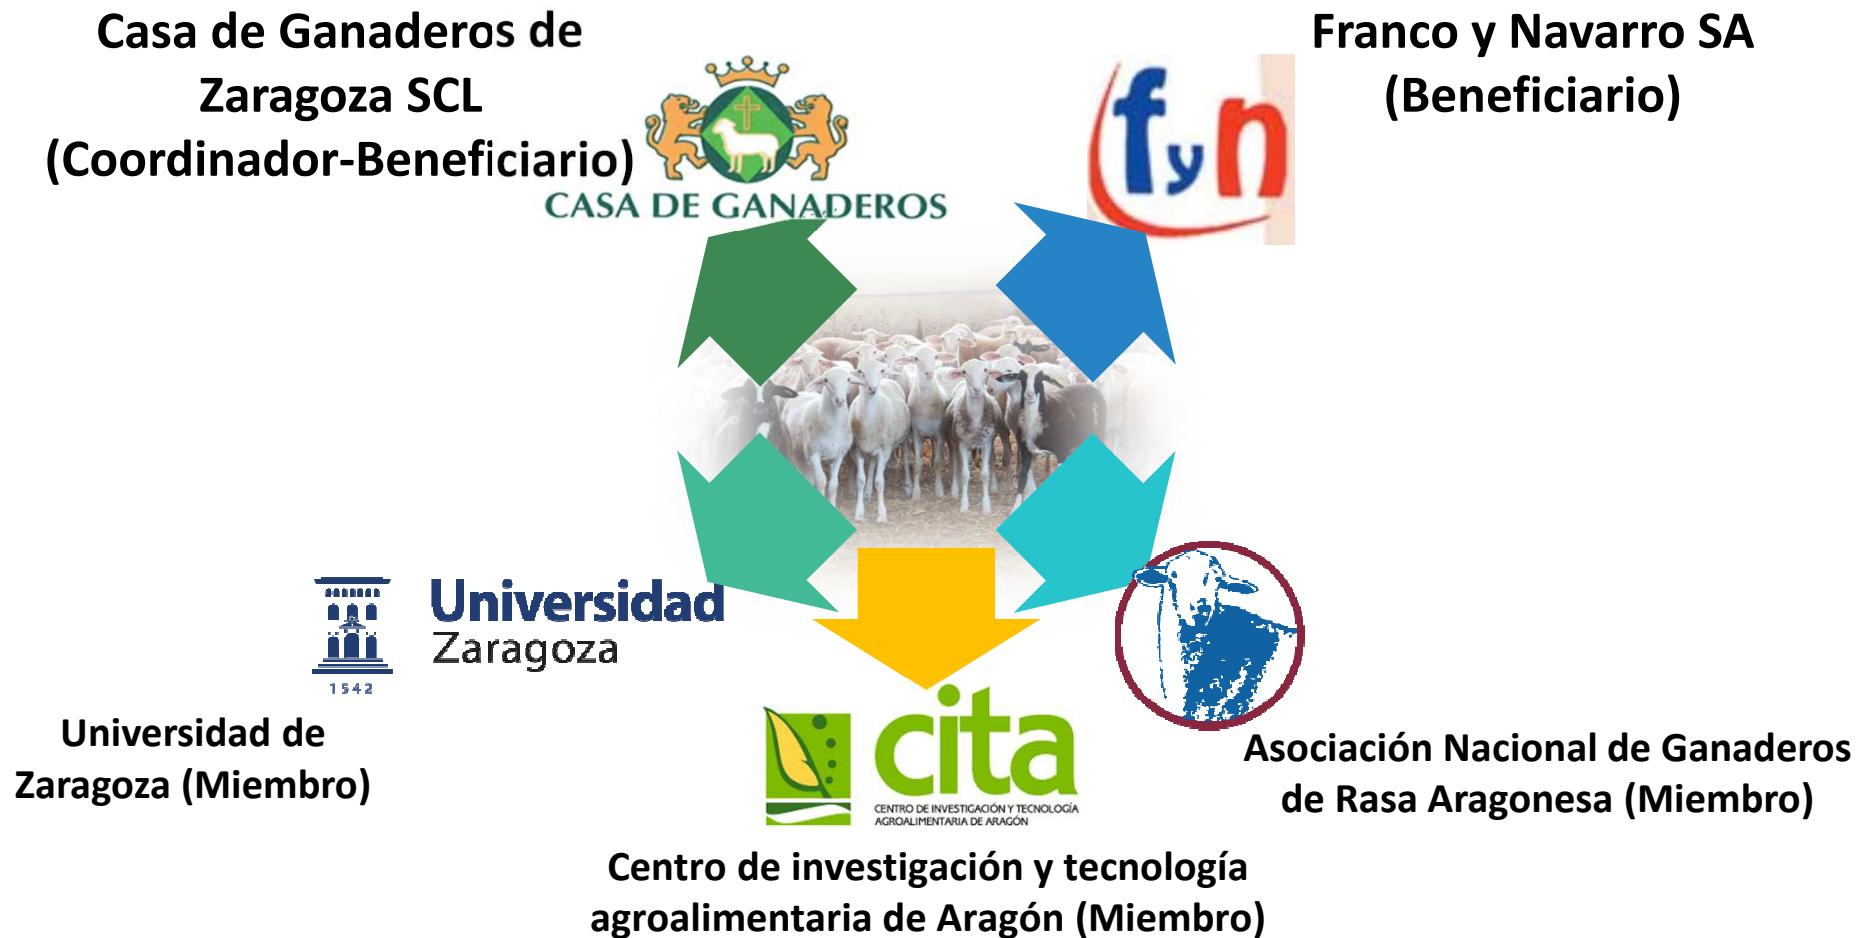 Casa de Ganaderos de
Zaragoza SCL
(Coordinador-Beneficiario)
CASA DE GANADEROS
Franco y Navarro SA
(Beneficiario)
fyn
Universidad
Zaragoza
1542
Universidad de
Zaragoza (Miembro)
cita
CENTRO DE INVESTIGACIÓN Y TECNOLOGÍA
AGROALIMENTARIA DE ARAGÓN
Centro de investigación y tecnología
agroalimentaria de Aragón (Miembro)
Asociación Nacional de Ganaderos
de Rasa Aragonesa (Miembro)